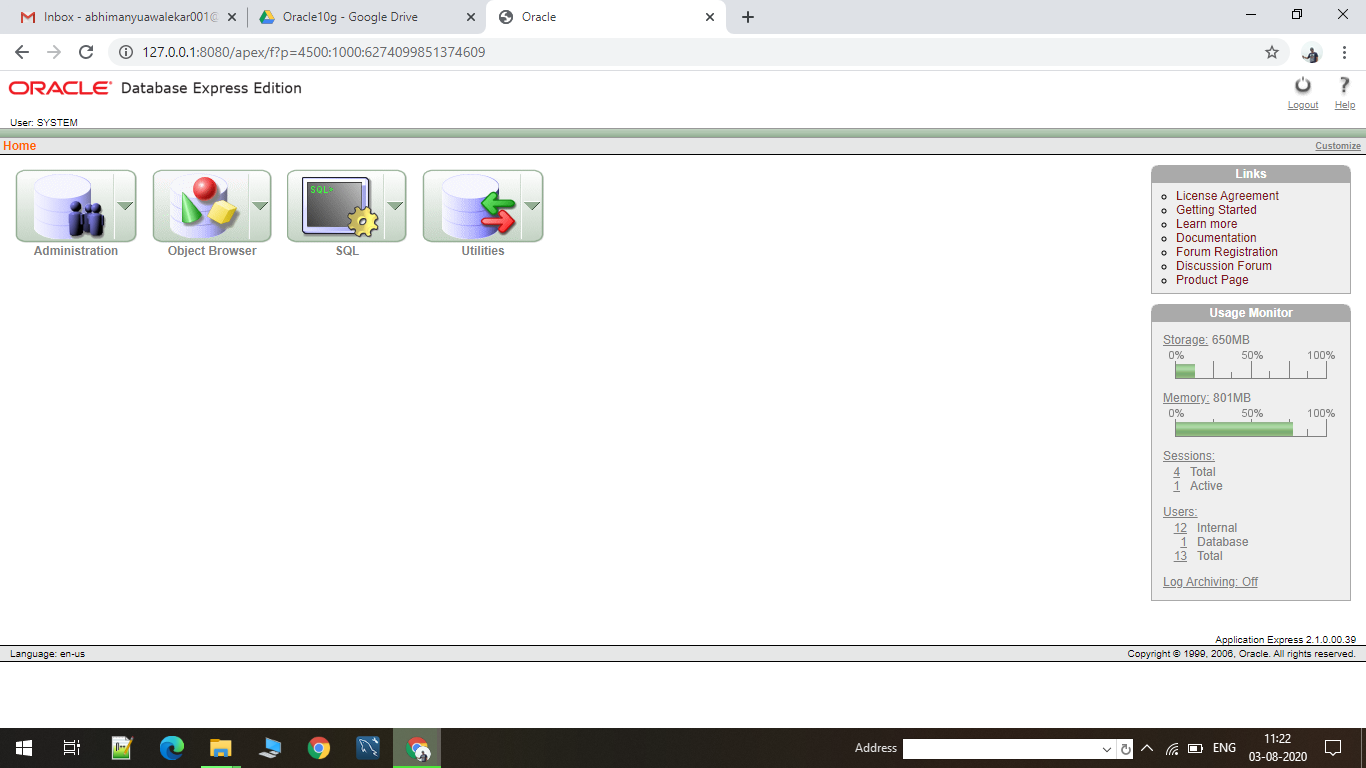 Inbox - abhimanyuawalekar001@
Oracle10g - Google Drive
Oracle
127.0.0.1:8080/apex/f?p=4500:1000:6274099851374609
ORACLE Database Express Edition
Logout
Help
User: SYSTEM
Home
Customize
SQL>
Administration
Object Browser
SQL
Utilities
Links
License Agreement
Getting Started
Learn more
Documentation
Forum Registration
Discussion Forum
Product Page
Usage Monitor
Storage: 650MB
0% 50% 100%
Memory: 801MB
0% 50% 100%
Sessions:
4 Total
1 Active
Users:
12 Internal
1 Database
13 Total
Log Archiving: Off
Application Express 2.1.0.00.39
Language: en-us
Copyright © 1999, 2006, Oracle. All rights reserved.
Address
ENG
11:22
03-08-2020